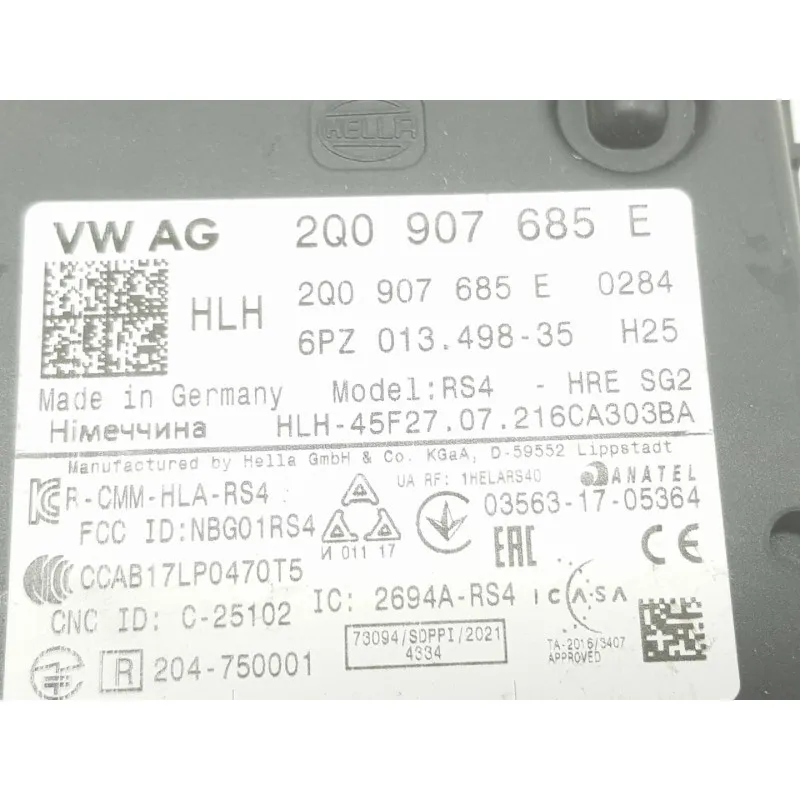 HELLA
VW AG 2Q0 907 685 E
HLH 2Q0 907 685 E 0284
6PZ 013.498-35 H25
Made in Germany Model:RS4 - HRE SG2
Німеччина HLH-45F27.07.216CA303BA
Manufactured by Hella GmbH & Co. KGaA, D-59552 Lippstadt
R-CMM-HLA-RS4 UA RF: 1HELARS40 ANATEL
FCC ID:NBG01RS4 И 011 17 03563-17-05364
CCAB17LP0470T5 EAC CE
CNC ID: C-25102 IC: 2694A-RS4 ICASA
R 204-750001 73094/SDPPI/2021
4334
TA-2016/3407
APPROVED